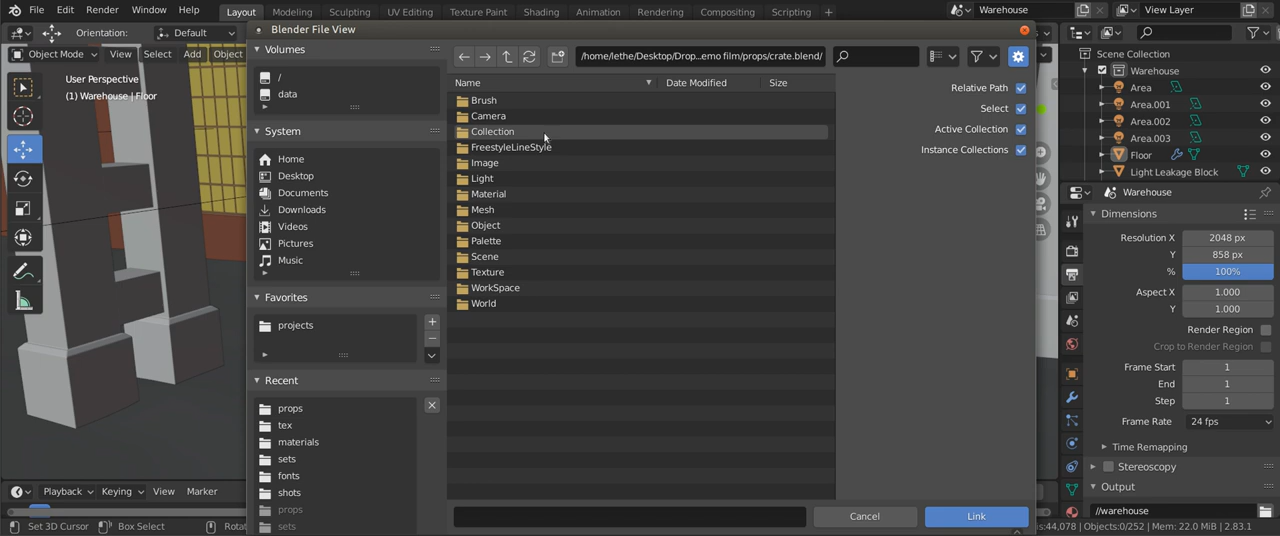 File Edit Render Window Help Layout Modeling Sculpting UV Editing Texture Paint Shading Animation Rendering Compositing Scripting + Warehouse View Layer
Orientation: Default
Blender File View
Object Mode View Select Add
User Perspective
(1) Warehouse | Floor
Volumes
/
data
System
Home
Desktop
Documents
Downloads
Videos
Pictures
Music
Favorites
projects
Recent
props
tex
materials
sets
fonts
shots
props
sets
/home/lethe/Desktop/Drop...emo film/props/crate.blend/
Name Date Modified Size
Brush
Camera
Collection
FreestyleLineStyle
Image
Light
Material
Mesh
Object
Palette
Scene
Texture
WorkSpace
World
Relative Path
Select
Active Collection
Instance Collections
Cancel Link
Scene Collection
Warehouse
Area
Area.001
Area.002
Area.003
Floor
Light Leakage Block
Warehouse
Dimensions
Resolution X 2048 px
Y 858 px
% 100%
Aspect X 1.000
Y 1.000
Render Region
Crop to Render Region
Frame Start 1
End 1
Step 1
Frame Rate 24 fps
Time Remapping
Stereoscopy
Output
//warehouse
Playback Keying View Marker
Set 3D Cursor Box Select Rotat
is:44,078 | Objects:0/252 | Mem: 22.0 MiB | 2.83.1